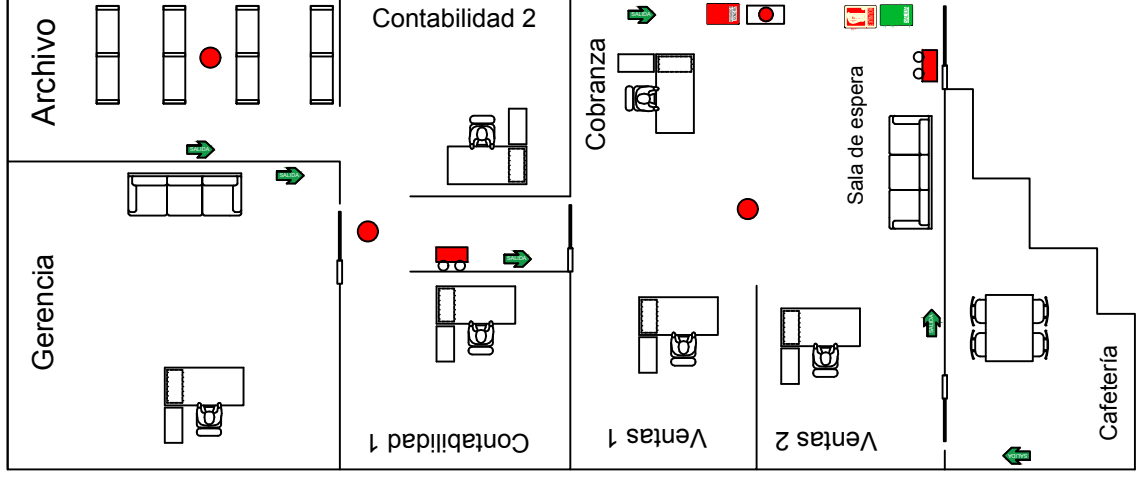 Archivo
Contabilidad 2
Cobranza
Sala de espera
SALIDA
SALIDA
SALIDA
SALIDA
Gerencia
Contabilidad 1
Ventas 1
Ventas 2
SALIDA
SALIDA
Cafetería